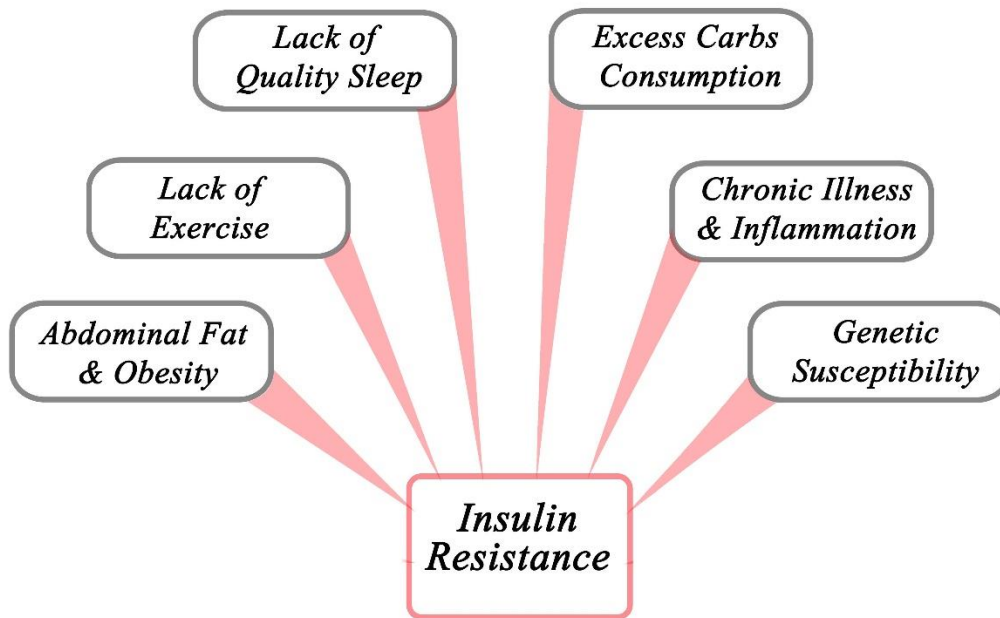 Lack of
Quality Sleep
Excess Carbs
Consumption
Lack of
Exercise
Chronic Illness
& Inflammation
Abdominal Fat
& Obesity
Genetic
Susceptibility
Insulin
Resistance